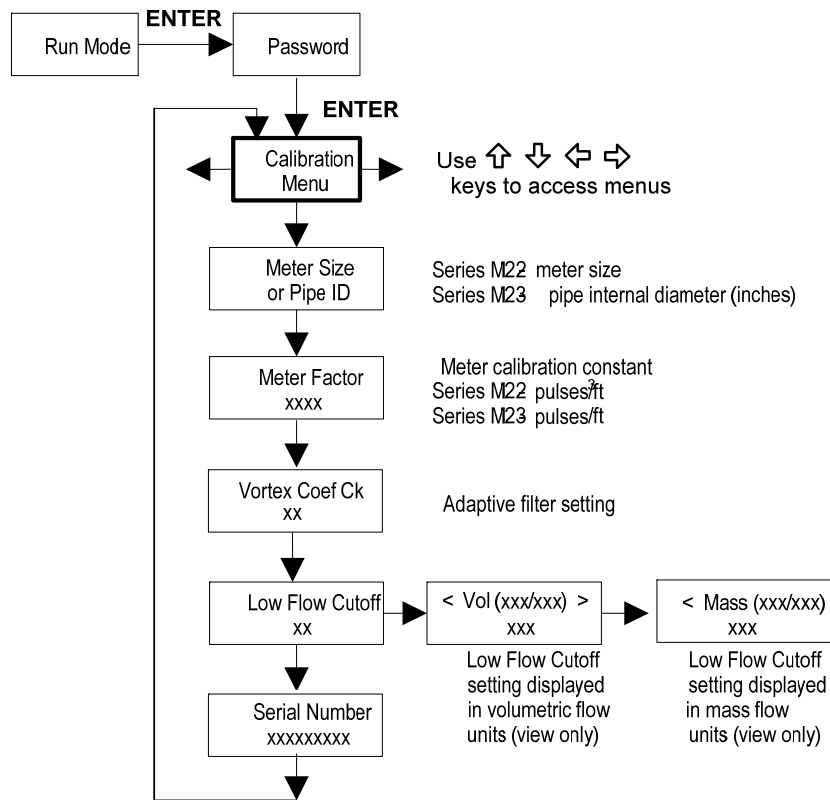 ENTER
Run Mode
Password
ENTER
Calibration
Menu
Use ⇧ ⇩ ⇦ ⇨
keys to access menus
Meter Size
or Pipe ID
Series M22- meter size
Series M23- pipe internal diameter (inches)
Meter Factor
xxxx
Meter calibration constant
Series M22- pulses/ft³
Series M23- pulses/ft
Vortex Coef Ck
xx
Adaptive filter setting
Low Flow Cutoff
xx
< Vol (xxx/xxx) >
xxx
< Mass (xxx/xxx)
xxx
Low Flow Cutoff
setting displayed
in volumetric flow
units (view only)
Low Flow Cutoff
setting displayed
in mass flow
units (view only)
Serial Number
xxxxxxxxx